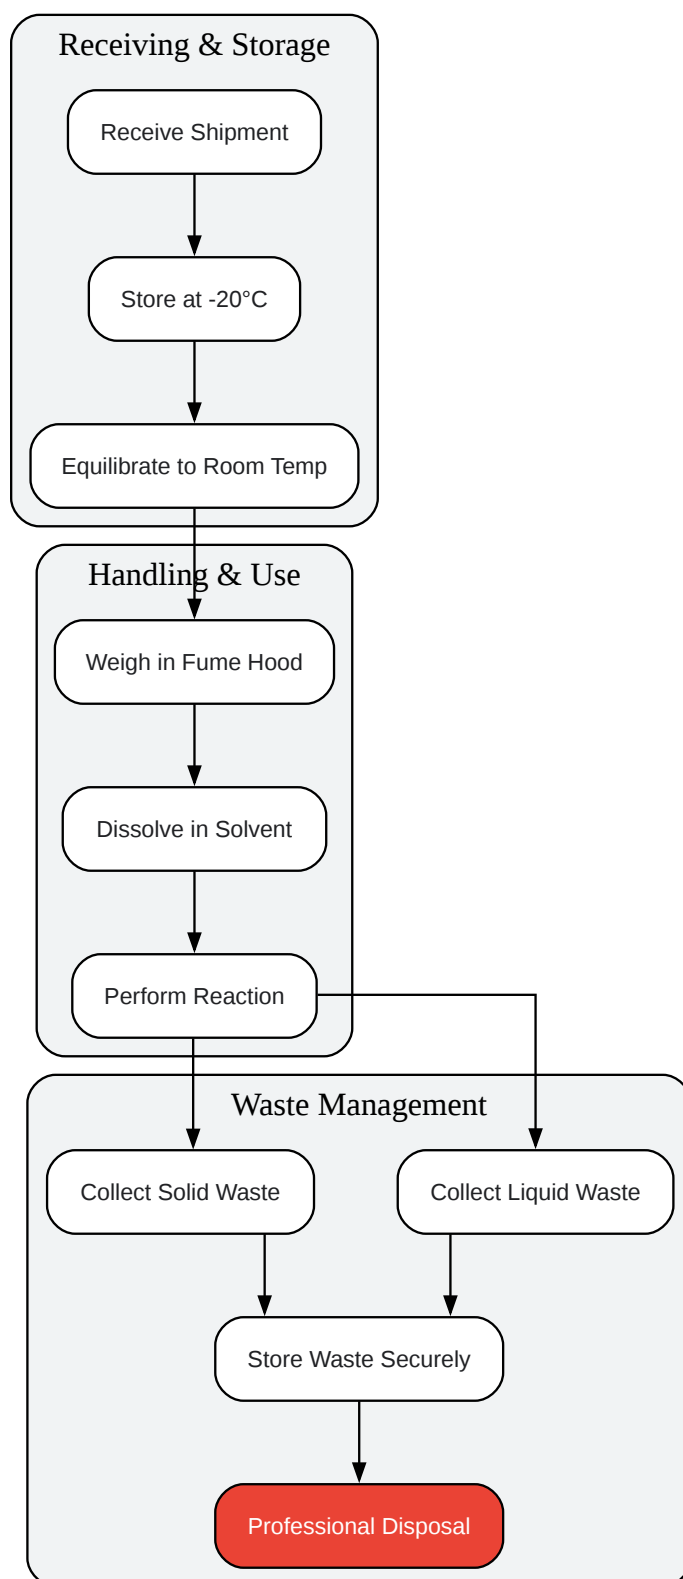 Receiving & Storage
Receive Shipment
Store at -20°C
Equilibrate to Room Temp
Handling & Use
Weigh in Fume Hood
Dissolve in Solvent
Perform Reaction
Waste Management
Collect Solid Waste
Collect Liquid Waste
Store Waste Securely
Professional Disposal